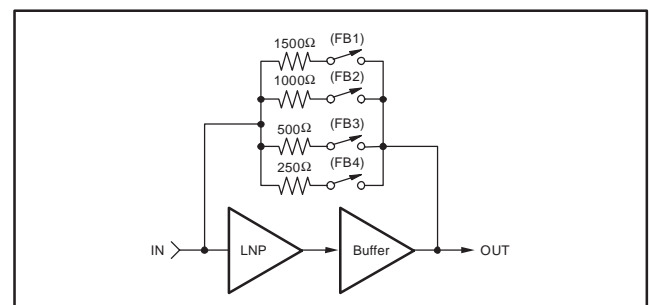 1500Ω (FB1)
1000Ω (FB2)
500Ω (FB3)
250Ω (FB4)
IN LNP Buffer OUT